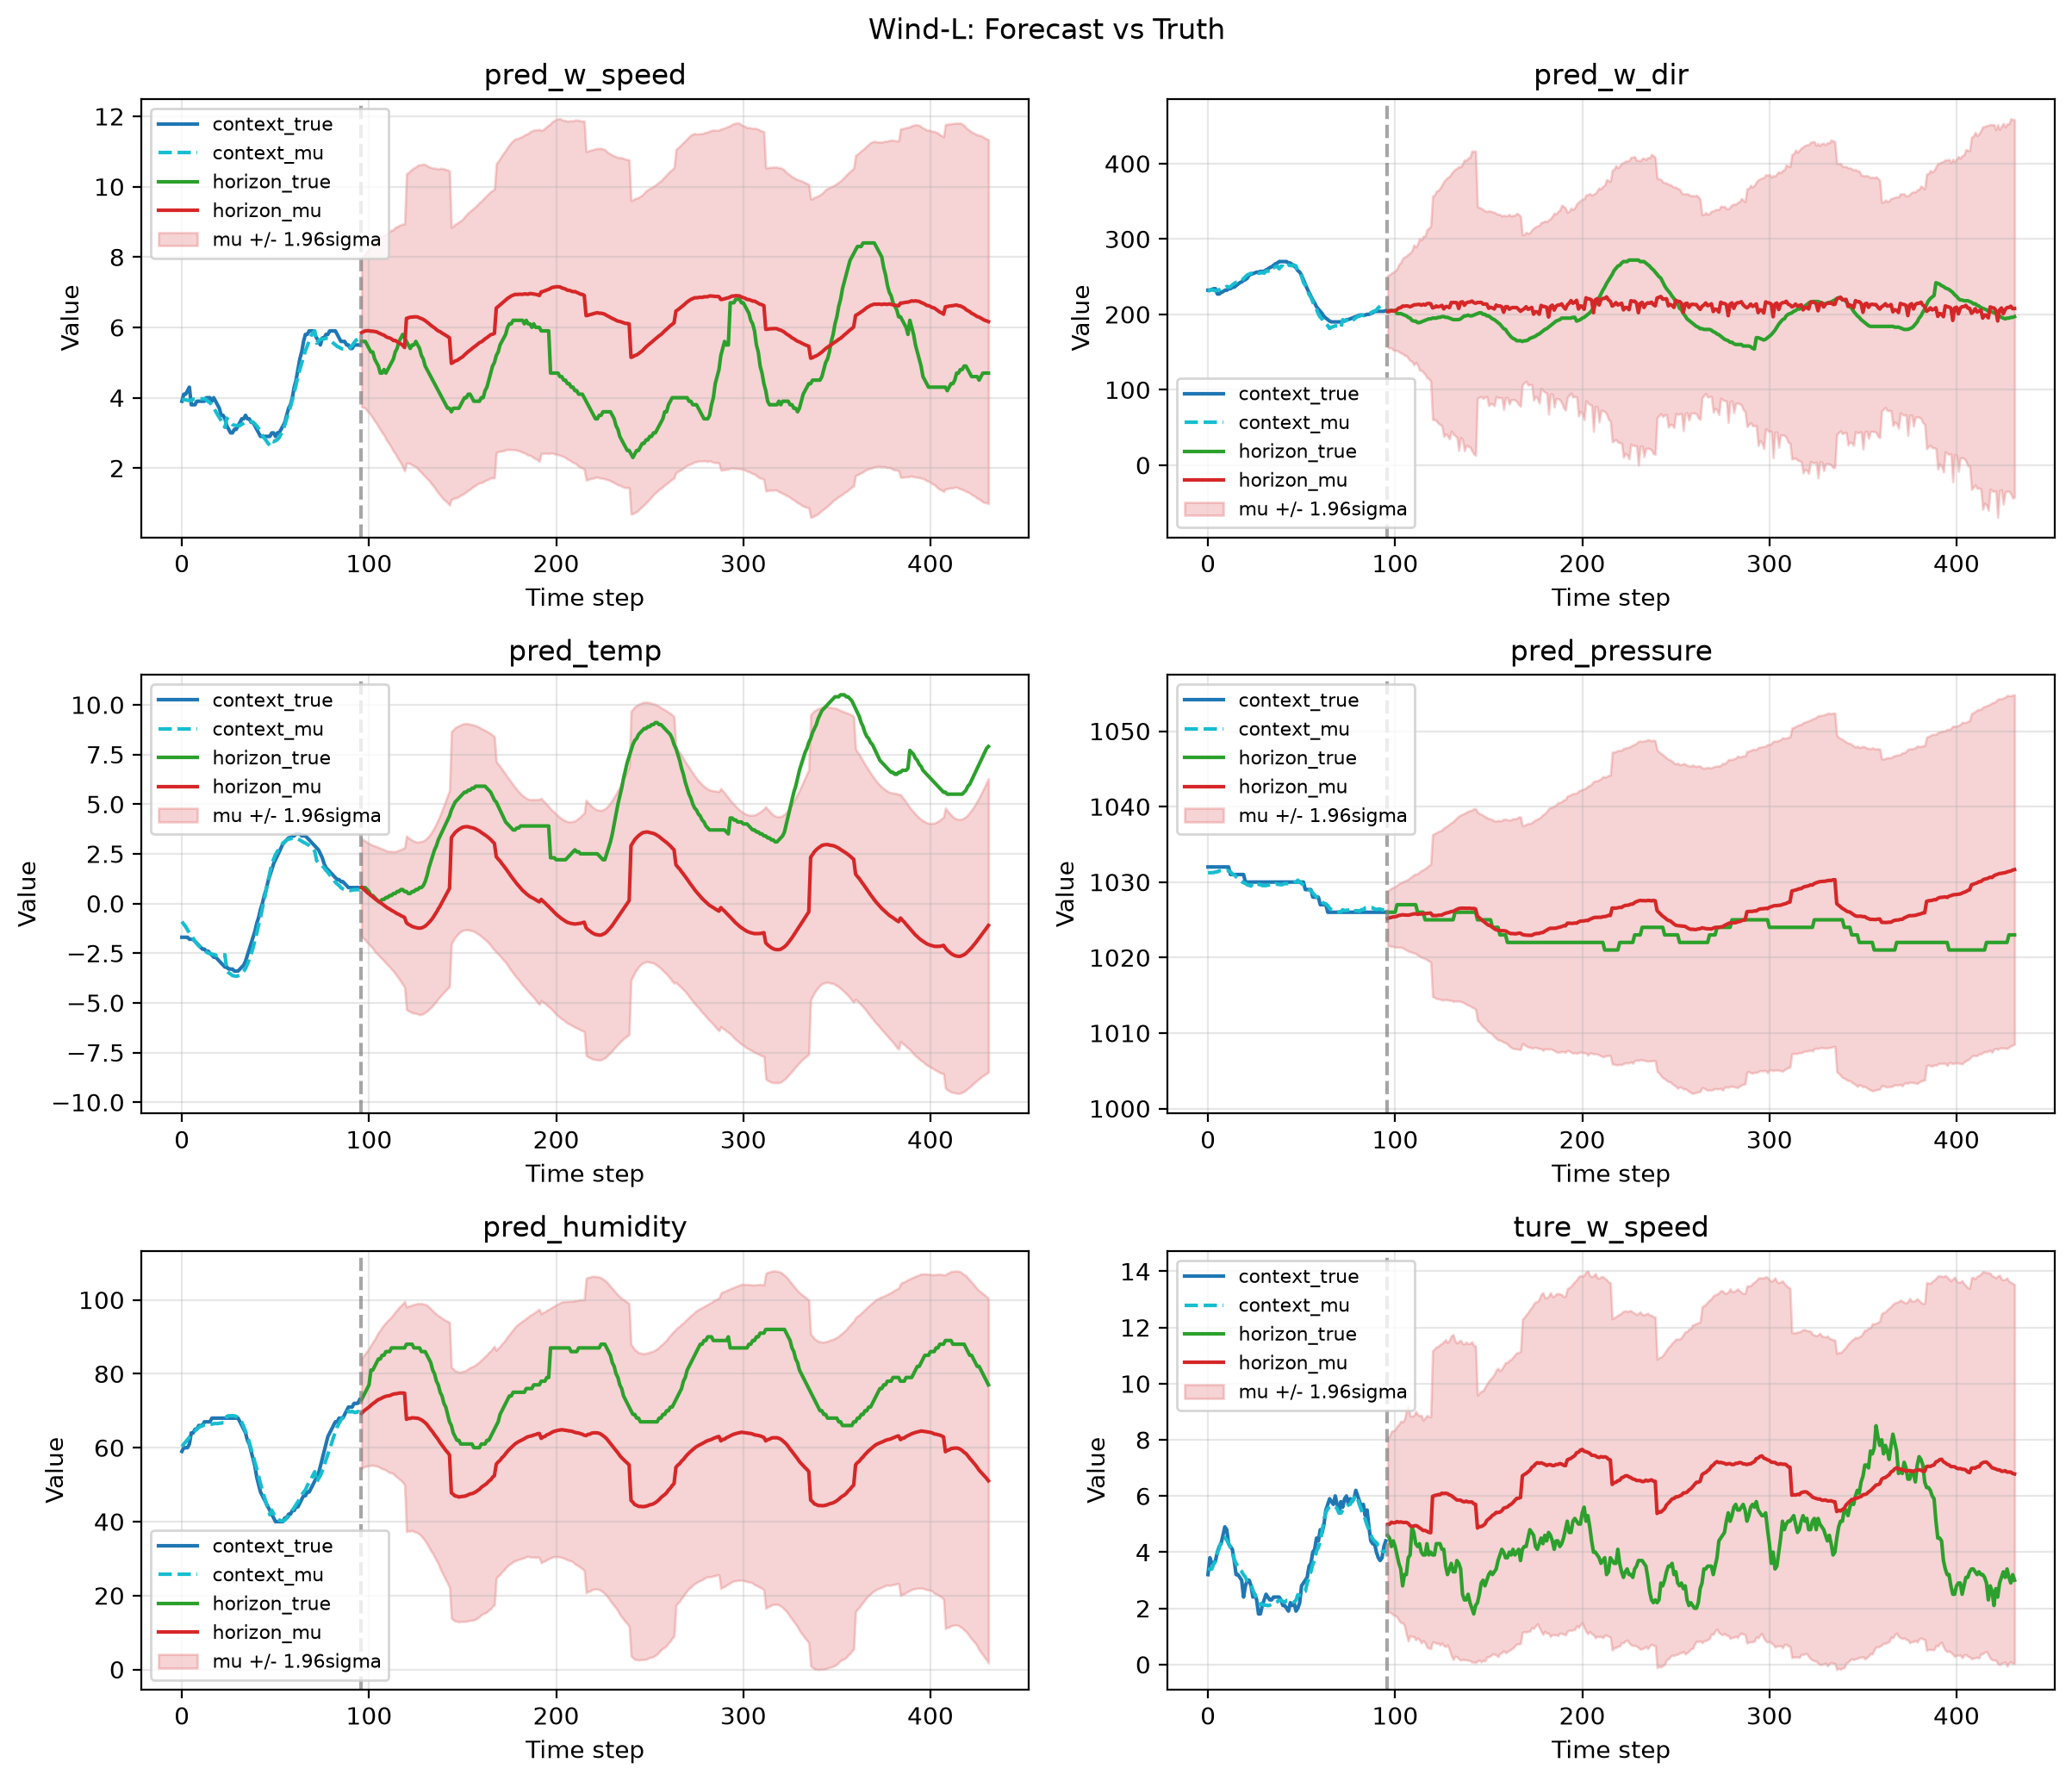 Wind-L: Forecast vs Truth
pred_w_speed
Value
12
10
8
6
4
2
context_true
context_mu
horizon_true
horizon_mu
mu +/- 1.96sigma
0 100 200 300 400
Time step
pred_w_dir
Value
400
300
200
100
0
context_true
context_mu
horizon_true
horizon_mu
mu +/- 1.96sigma
0 100 200 300 400
Time step
pred_temp
Value
10.0
7.5
5.0
2.5
0.0
−2.5
−5.0
−7.5
−10.0
context_true
context_mu
horizon_true
horizon_mu
mu +/- 1.96sigma
0 100 200 300 400
Time step
pred_pressure
Value
1050
1040
1030
1020
1010
1000
context_true
context_mu
horizon_true
horizon_mu
mu +/- 1.96sigma
0 100 200 300 400
Time step
pred_humidity
Value
100
80
60
40
20
0
context_true
context_mu
horizon_true
horizon_mu
mu +/- 1.96sigma
0 100 200 300 400
Time step
ture_w_speed
Value
14
12
10
8
6
4
2
0
context_true
context_mu
horizon_true
horizon_mu
mu +/- 1.96sigma
0 100 200 300 400
Time step